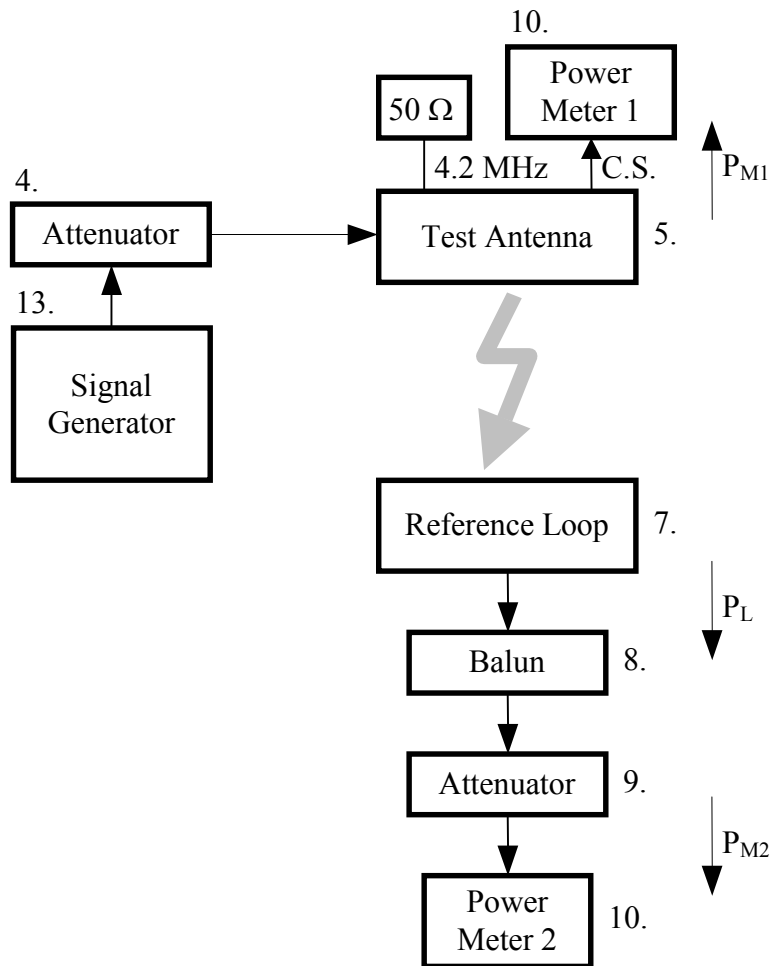 10.
Power
Meter 1
50 Ω
P_M1
4.2 MHz
C.S.
4.
Attenuator
Test Antenna
5.
13.
Signal
Generator
Reference Loop
7.
P_L
Balun
8.
Attenuator
9.
P_M2
Power
Meter 2
10.